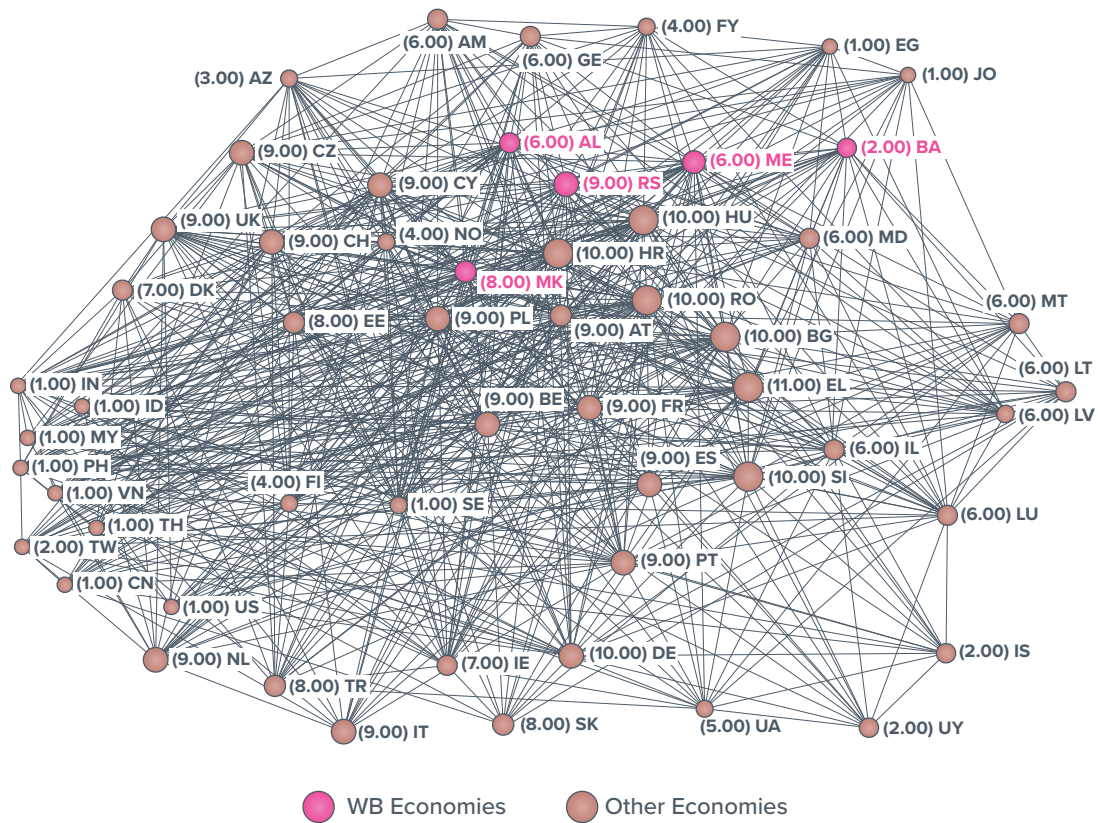 (6.00) AM
(4.00) FY
(6.00) GE
(1.00) EG
(3.00) AZ
(1.00) JO
(6.00) AL
(2.00) BA
(9.00) CZ
(6.00) ME
(9.00) CY
(9.00) RS
(9.00) UK
(10.00) HU
(9.00) CH
(4.00) NO
(6.00) MD
(10.00) HR
(8.00) MK
(7.00) DK
(10.00) RO
(6.00) MT
(8.00) EE
(9.00) PL
(9.00) AT
(10.00) BG
(6.00) LT
(1.00) IN
(11.00) EL
(9.00) BE
(1.00) ID
(9.00) FR
(6.00) LV
(1.00) MY
(6.00) IL
(9.00) ES
(1.00) PH
(10.00) SI
(4.00) FI
(1.00) VN
(1.00) SE
(6.00) LU
(1.00) TH
(2.00) TW
(9.00) PT
(1.00) CN
(1.00) US
(10.00) DE
(2.00) IS
(9.00) NL
(7.00) IE
(8.00) TR
(8.00) SK
(5.00) UA
(2.00) UY
(9.00) IT
WB Economies
Other Economies